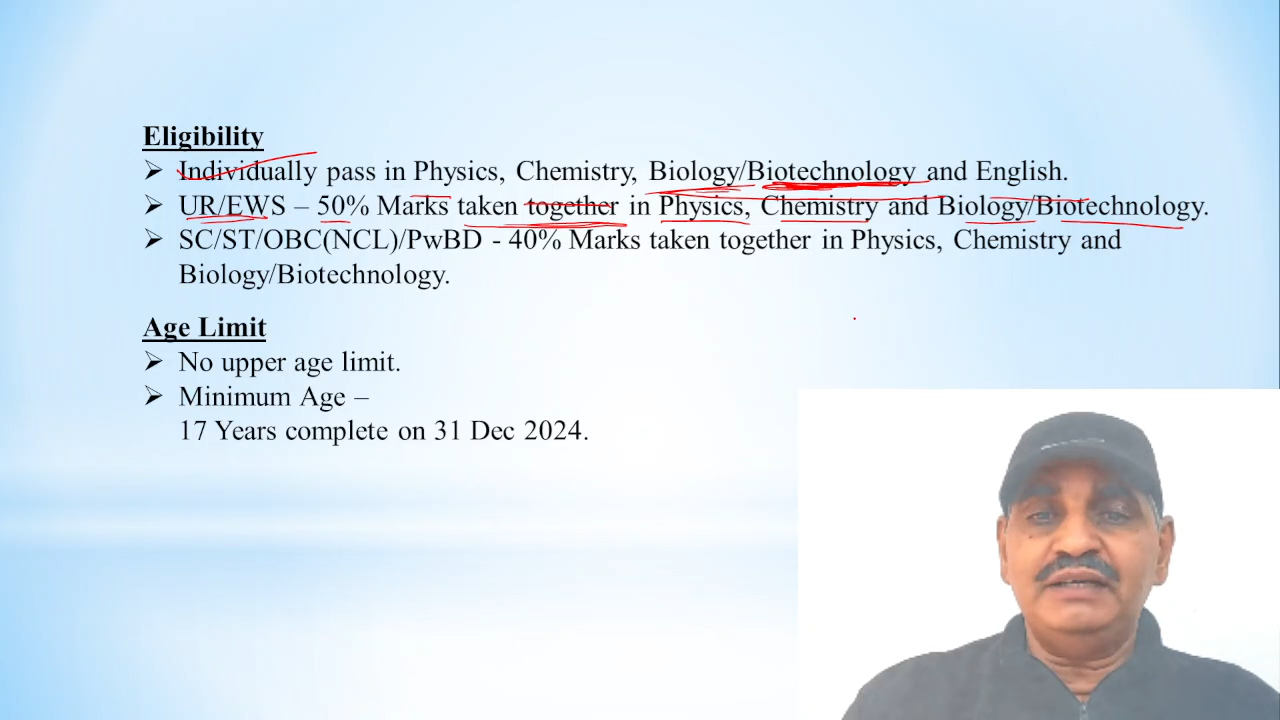 Eligibility
➢ Individually pass in Physics, Chemistry, Biology/Biotechnology and English.
➢ UR/EWS – 50% Marks taken together in Physics, Chemistry and Biology/Biotechnology.
➢ SC/ST/OBC(NCL)/PwBD - 40% Marks taken together in Physics, Chemistry and
Biology/Biotechnology.
Age Limit
➢ No upper age limit.
➢ Minimum Age –
17 Years complete on 31 Dec 2024.